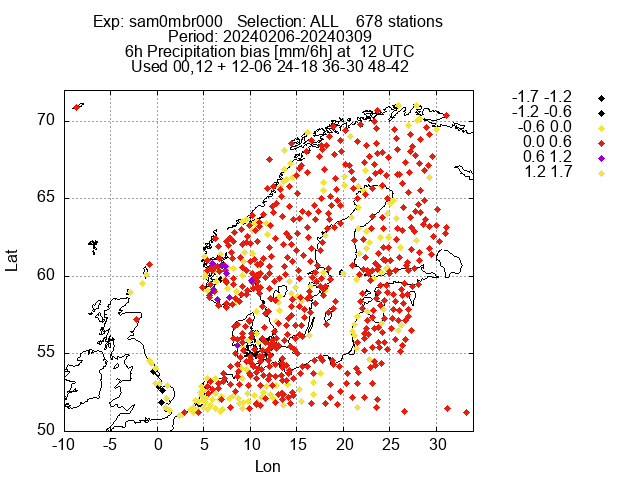 Exp: sam0mbr000 Selection: ALL 678 stations
Period: 20240206-20240309
6h Precipitation bias [mm/6h] at 12 UTC
Used 00,12 + 12-06 24-18 36-30 48-42
-1.7 -1.2
-1.2 -0.6
-0.6 0.0
0.0 0.6
0.6 1.2
1.2 1.7
70
65
60
55
50
Lat
-10 -5 0 5 10 15 20 25 30
Lon